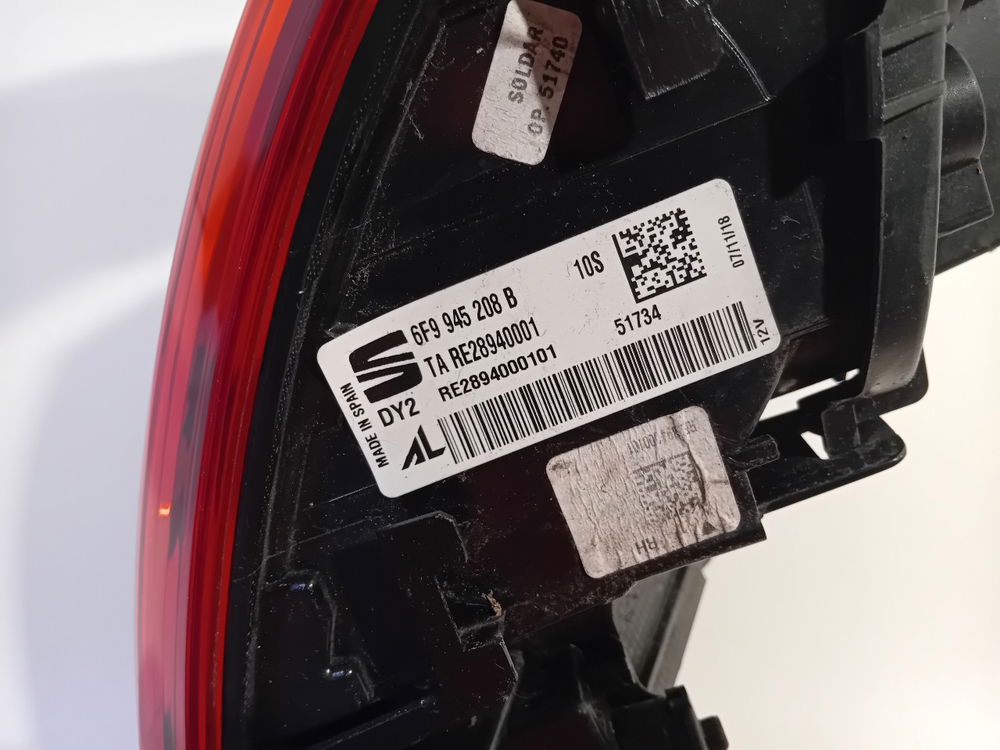 SOLDAR
OP. 51740
6F9 945 208 B
10S
07/11/18
TA RE28940001
51734
RE2894000101
12V
MADE IN SPAIN
DY2
AL
RH